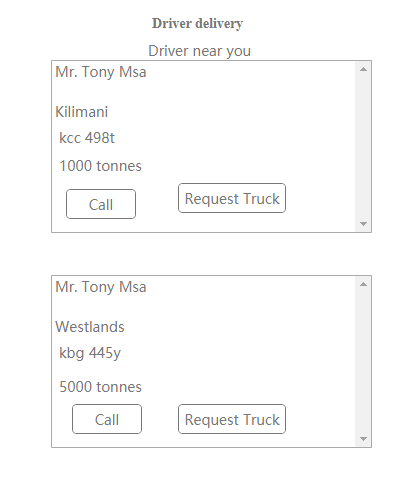 Driver delivery
Driver near you
Mr. Tony Msa
Kilimani
kcc 498t
1000 tonnes
Call
Request Truck
Mr. Tony Msa
Westlands
kbg 445y
5000 tonnes
Call
Request Truck